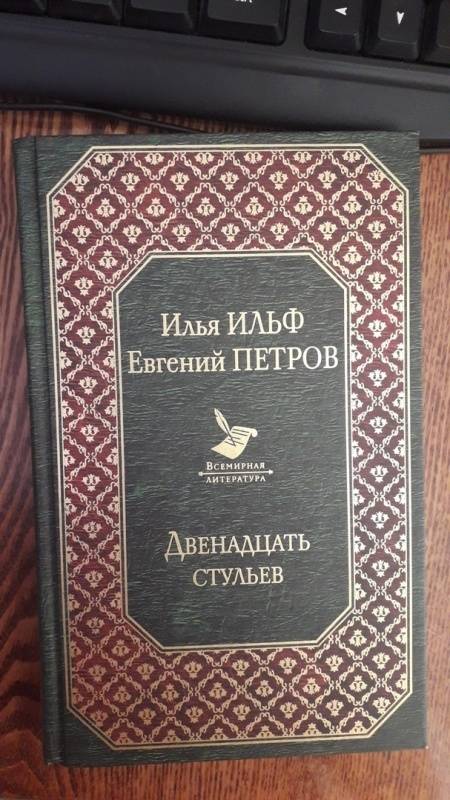 Илья ИЛЬФ
Евгений ПЕТРОВ
Всемирная
литература
Двенадцать
стульев